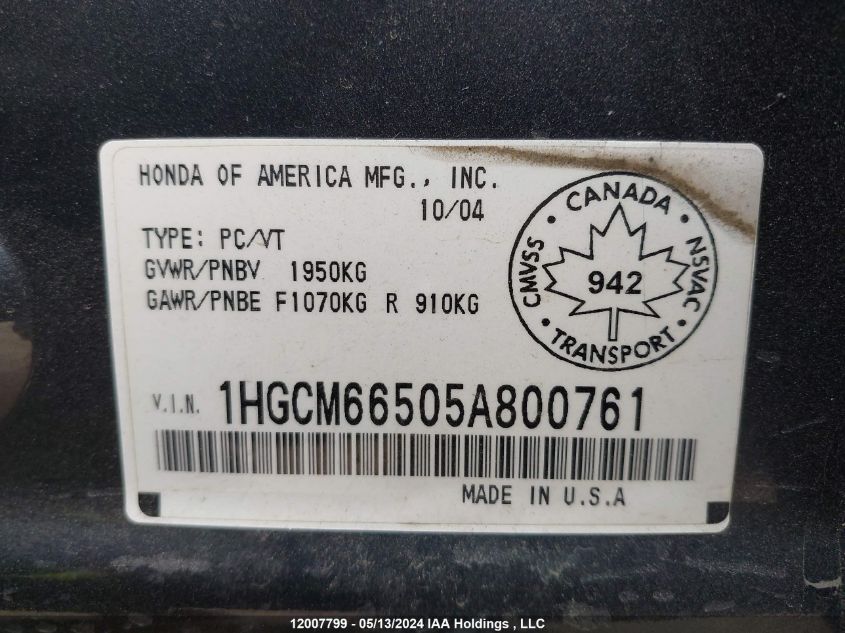 HONDA OF AMERICA MFG., INC.
10/04
TYPE: PC/VT
GVWR/PNBV 1950KG
GAWR/PNBE F1070KG R 910KG
CANADA • NSVAC • TRANSPORT • CMVSS •
942
V.I.N. 1HGCM66505A800761
MADE IN U.S.A
12007799 - 05/13/2024 IAA Holdings , LLC